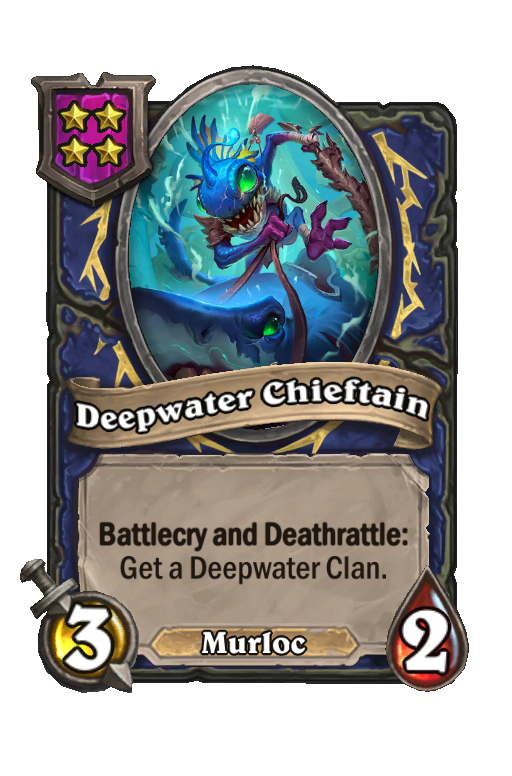 Deepwater Chieftain
Battlecry and Deathrattle:
Get a Deepwater Clan.
3
Murloc
2